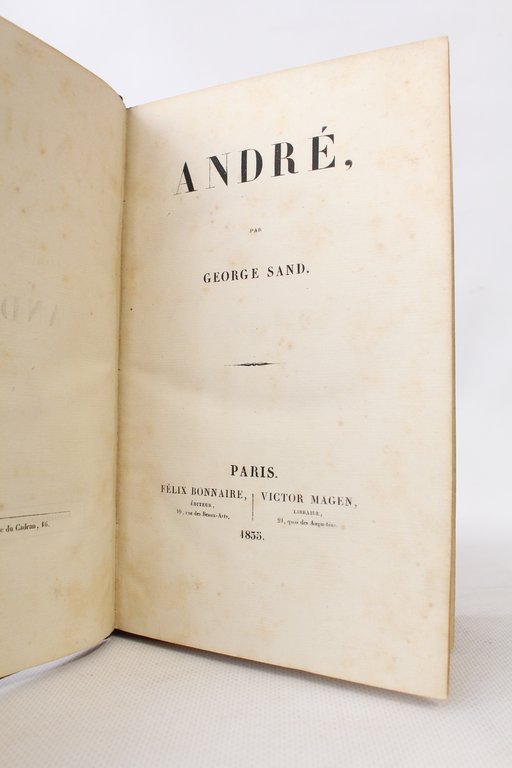 e du Cadran, 16.
ANDRÉ,
PAR
GEORGE SAND.
PARIS.
FÉLIX BONNAIRE,
ÉDITEUR,
10, rue des Beaux-Arts,
VICTOR MAGEN,
LIBRAIRE,
21, quai des Augustins.
1835.